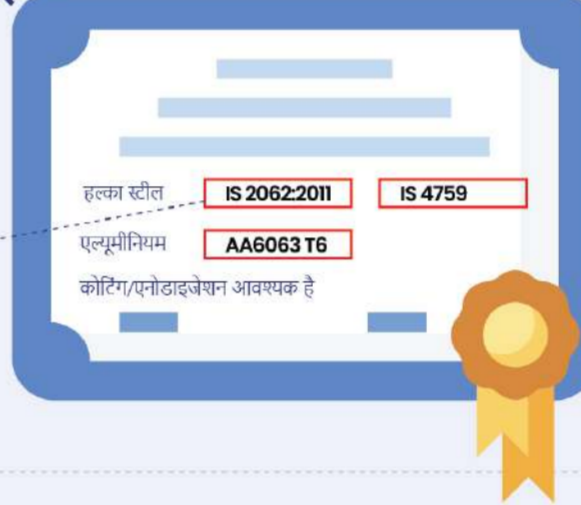 हल्का स्टील IS 2062:2011 IS 4759
एल्यूमीनियम AA6063 T6
कोटिंग/एनोडाइजेशन आवश्यक है